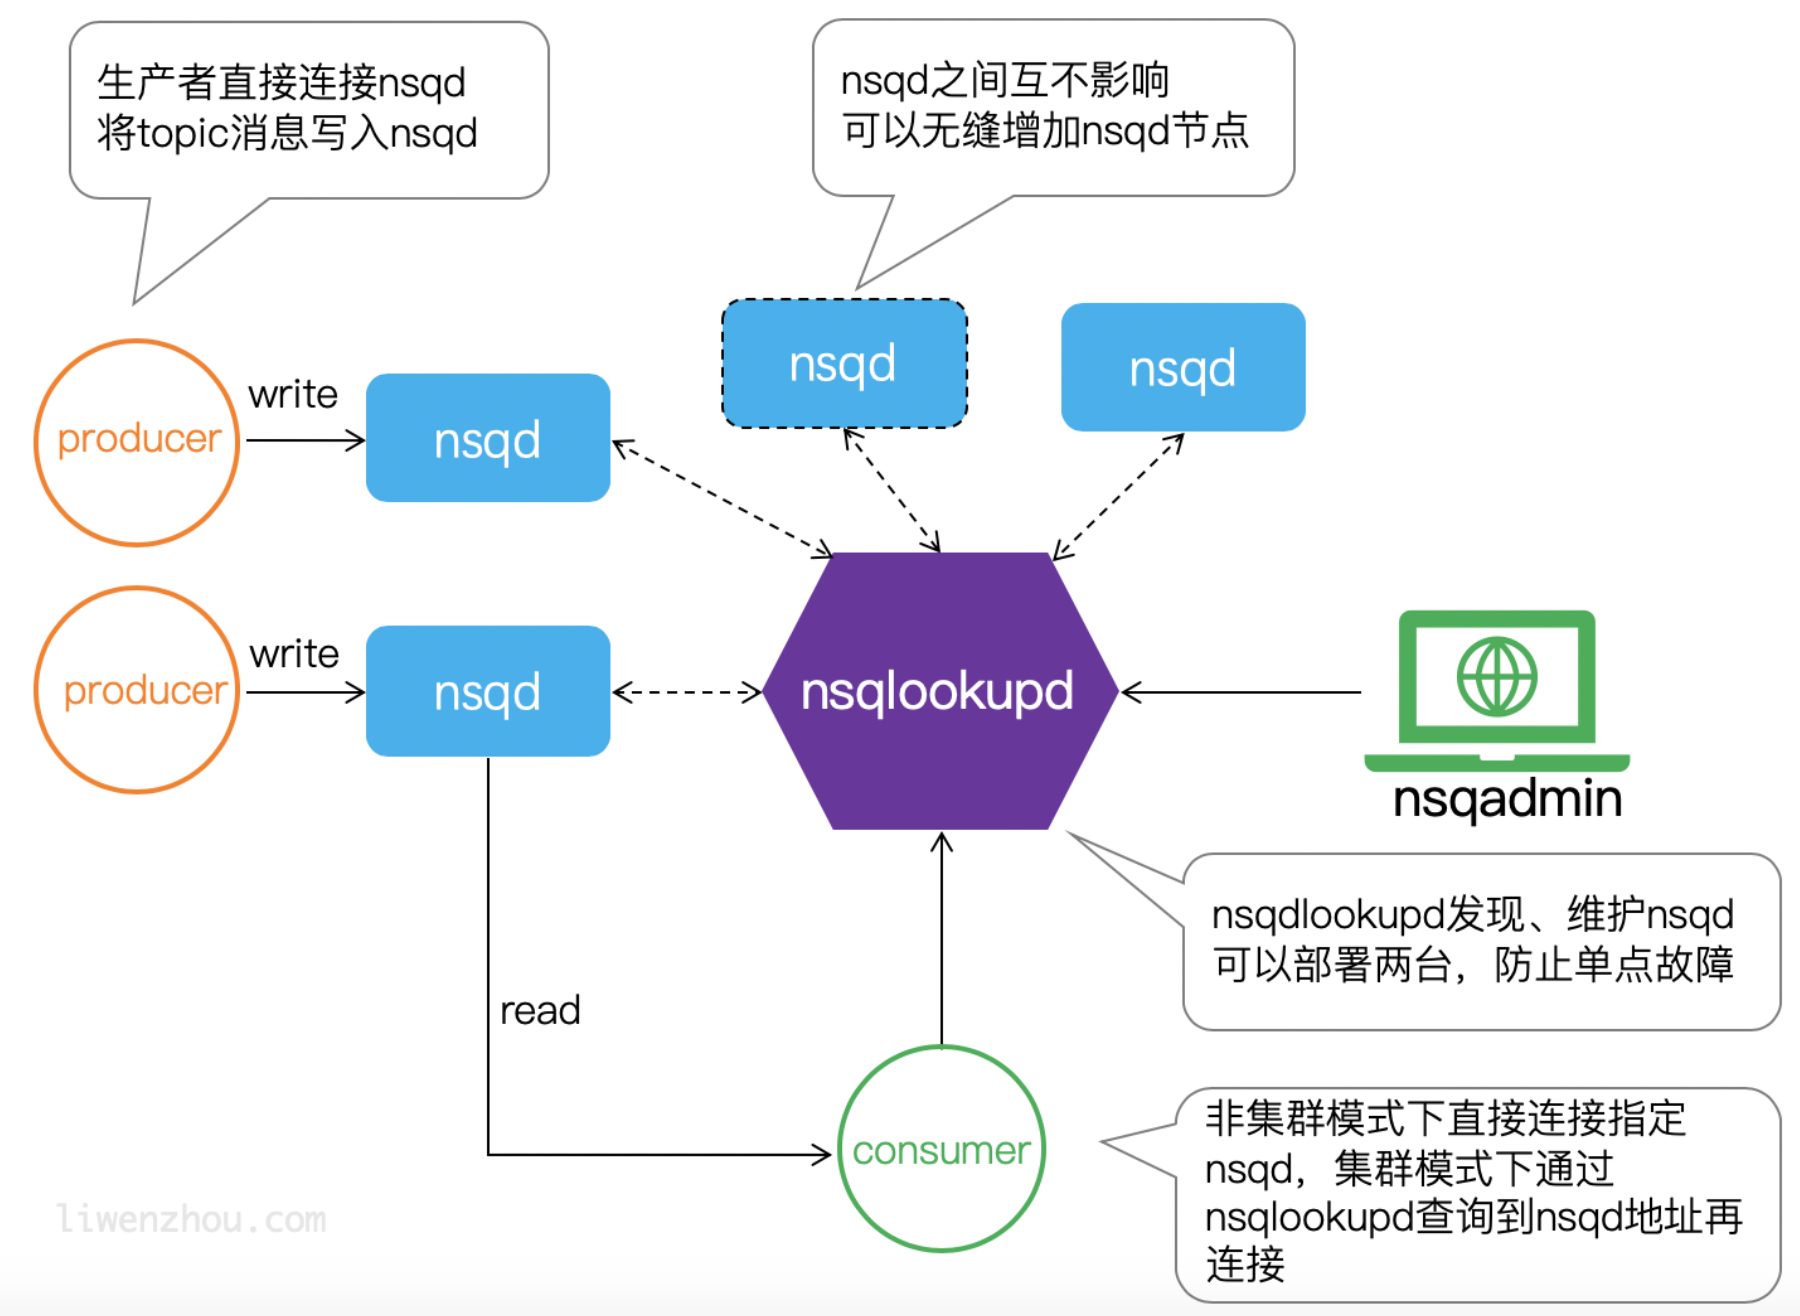 生产者直接连接nsqd
将topic消息写入nsqd
nsqd之间互不影响
可以无缝增加nsqd节点
nsqd
nsqd
write
producer
nsqd
write
producer
nsqd
nsqlookupd
nsqadmin
nsqdlookupd发现、维护nsqd
可以部署两台，防止单点故障
read
consumer
非集群模式下直接连接指定
nsqd，集群模式下通过
nsqlookupd查询到nsqd地址再
连接
liwenzhou.com